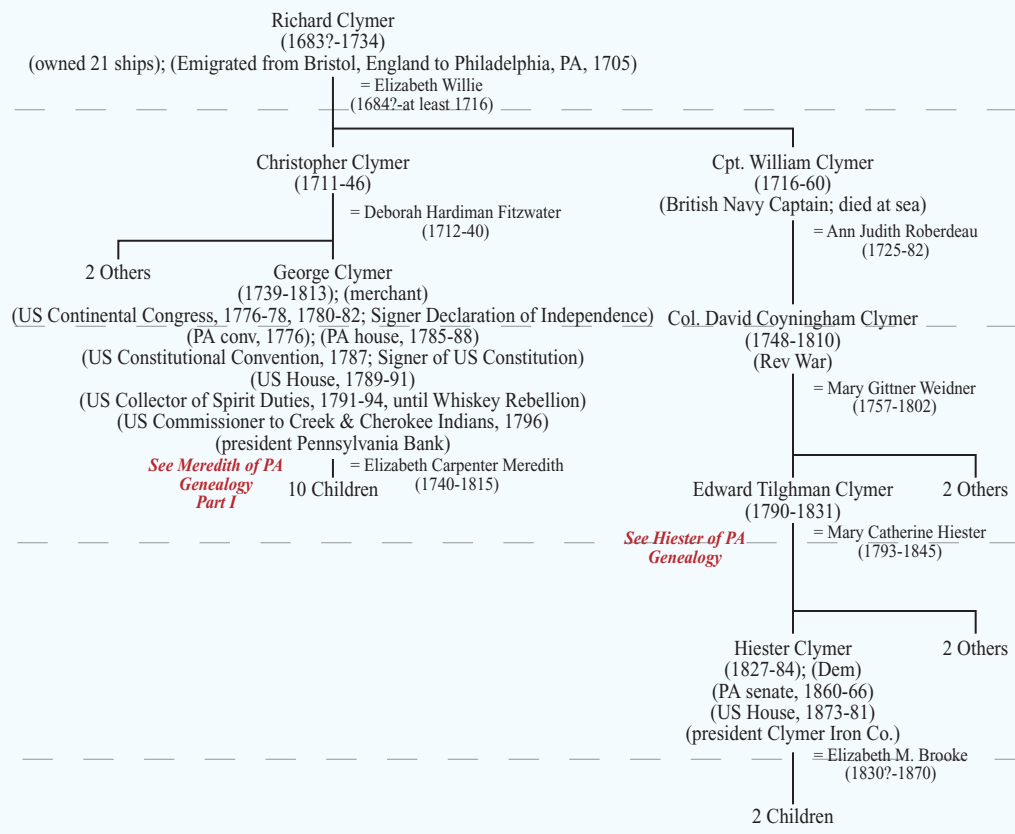 Richard Clymer
(1683?-1734)
(owned 21 ships); (Emigrated from Bristol, England to Philadelphia, PA, 1705)
= Elizabeth Willie
(1684?-at least 1716)
Christopher Clymer
(1711-46)
= Deborah Hardiman Fitzwater
(1712-40)
2 Others
George Clymer
(1739-1813); (merchant)
(US Continental Congress, 1776-78, 1780-82; Signer Declaration of Independence)
(PA conv, 1776); (PA house, 1785-88)
(US Constitutional Convention, 1787; Signer of US Constitution)
(US House, 1789-91)
(US Collector of Spirit Duties, 1791-94, until Whiskey Rebellion)
(US Commissioner to Creek & Cherokee Indians, 1796)
(president Pennsylvania Bank)
See Meredith of PA
Genealogy
Part I
= Elizabeth Carpenter Meredith
(1740-1815)
10 Children
Cpt. William Clymer
(1716-60)
(British Navy Captain; died at sea)
= Ann Judith Roberdeau
(1725-82)
Col. David Coyningham Clymer
(1748-1810)
(Rev War)
= Mary Gittner Weidner
(1757-1802)
Edward Tilghman Clymer
(1790-1831)
2 Others
See Hiester of PA
Genealogy
= Mary Catherine Hiester
(1793-1845)
Hiester Clymer
(1827-84); (Dem)
(PA senate, 1860-66)
(US House, 1873-81)
(president Clymer Iron Co.)
2 Others
= Elizabeth M. Brooke
(1830?-1870)
2 Children